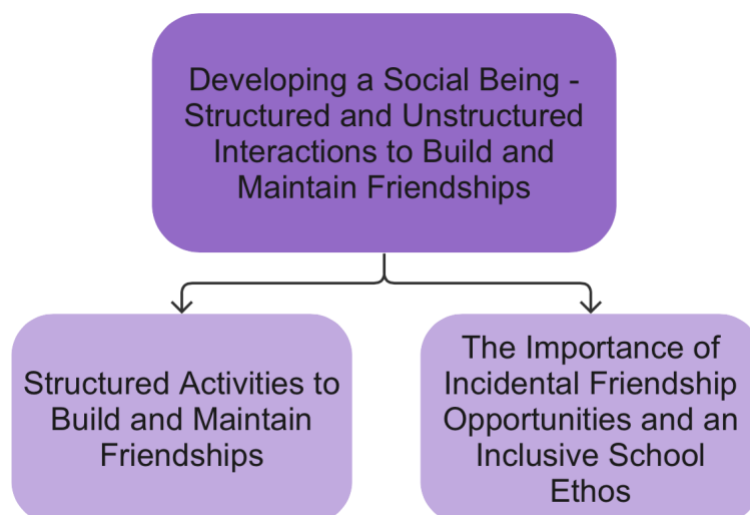 Developing a Social Being -
Structured and Unstructured
Interactions to Build and
Maintain Friendships
Structured Activities to
Build and Maintain
Friendships
The Importance of
Incidental Friendship
Opportunities and an
Inclusive School
Ethos